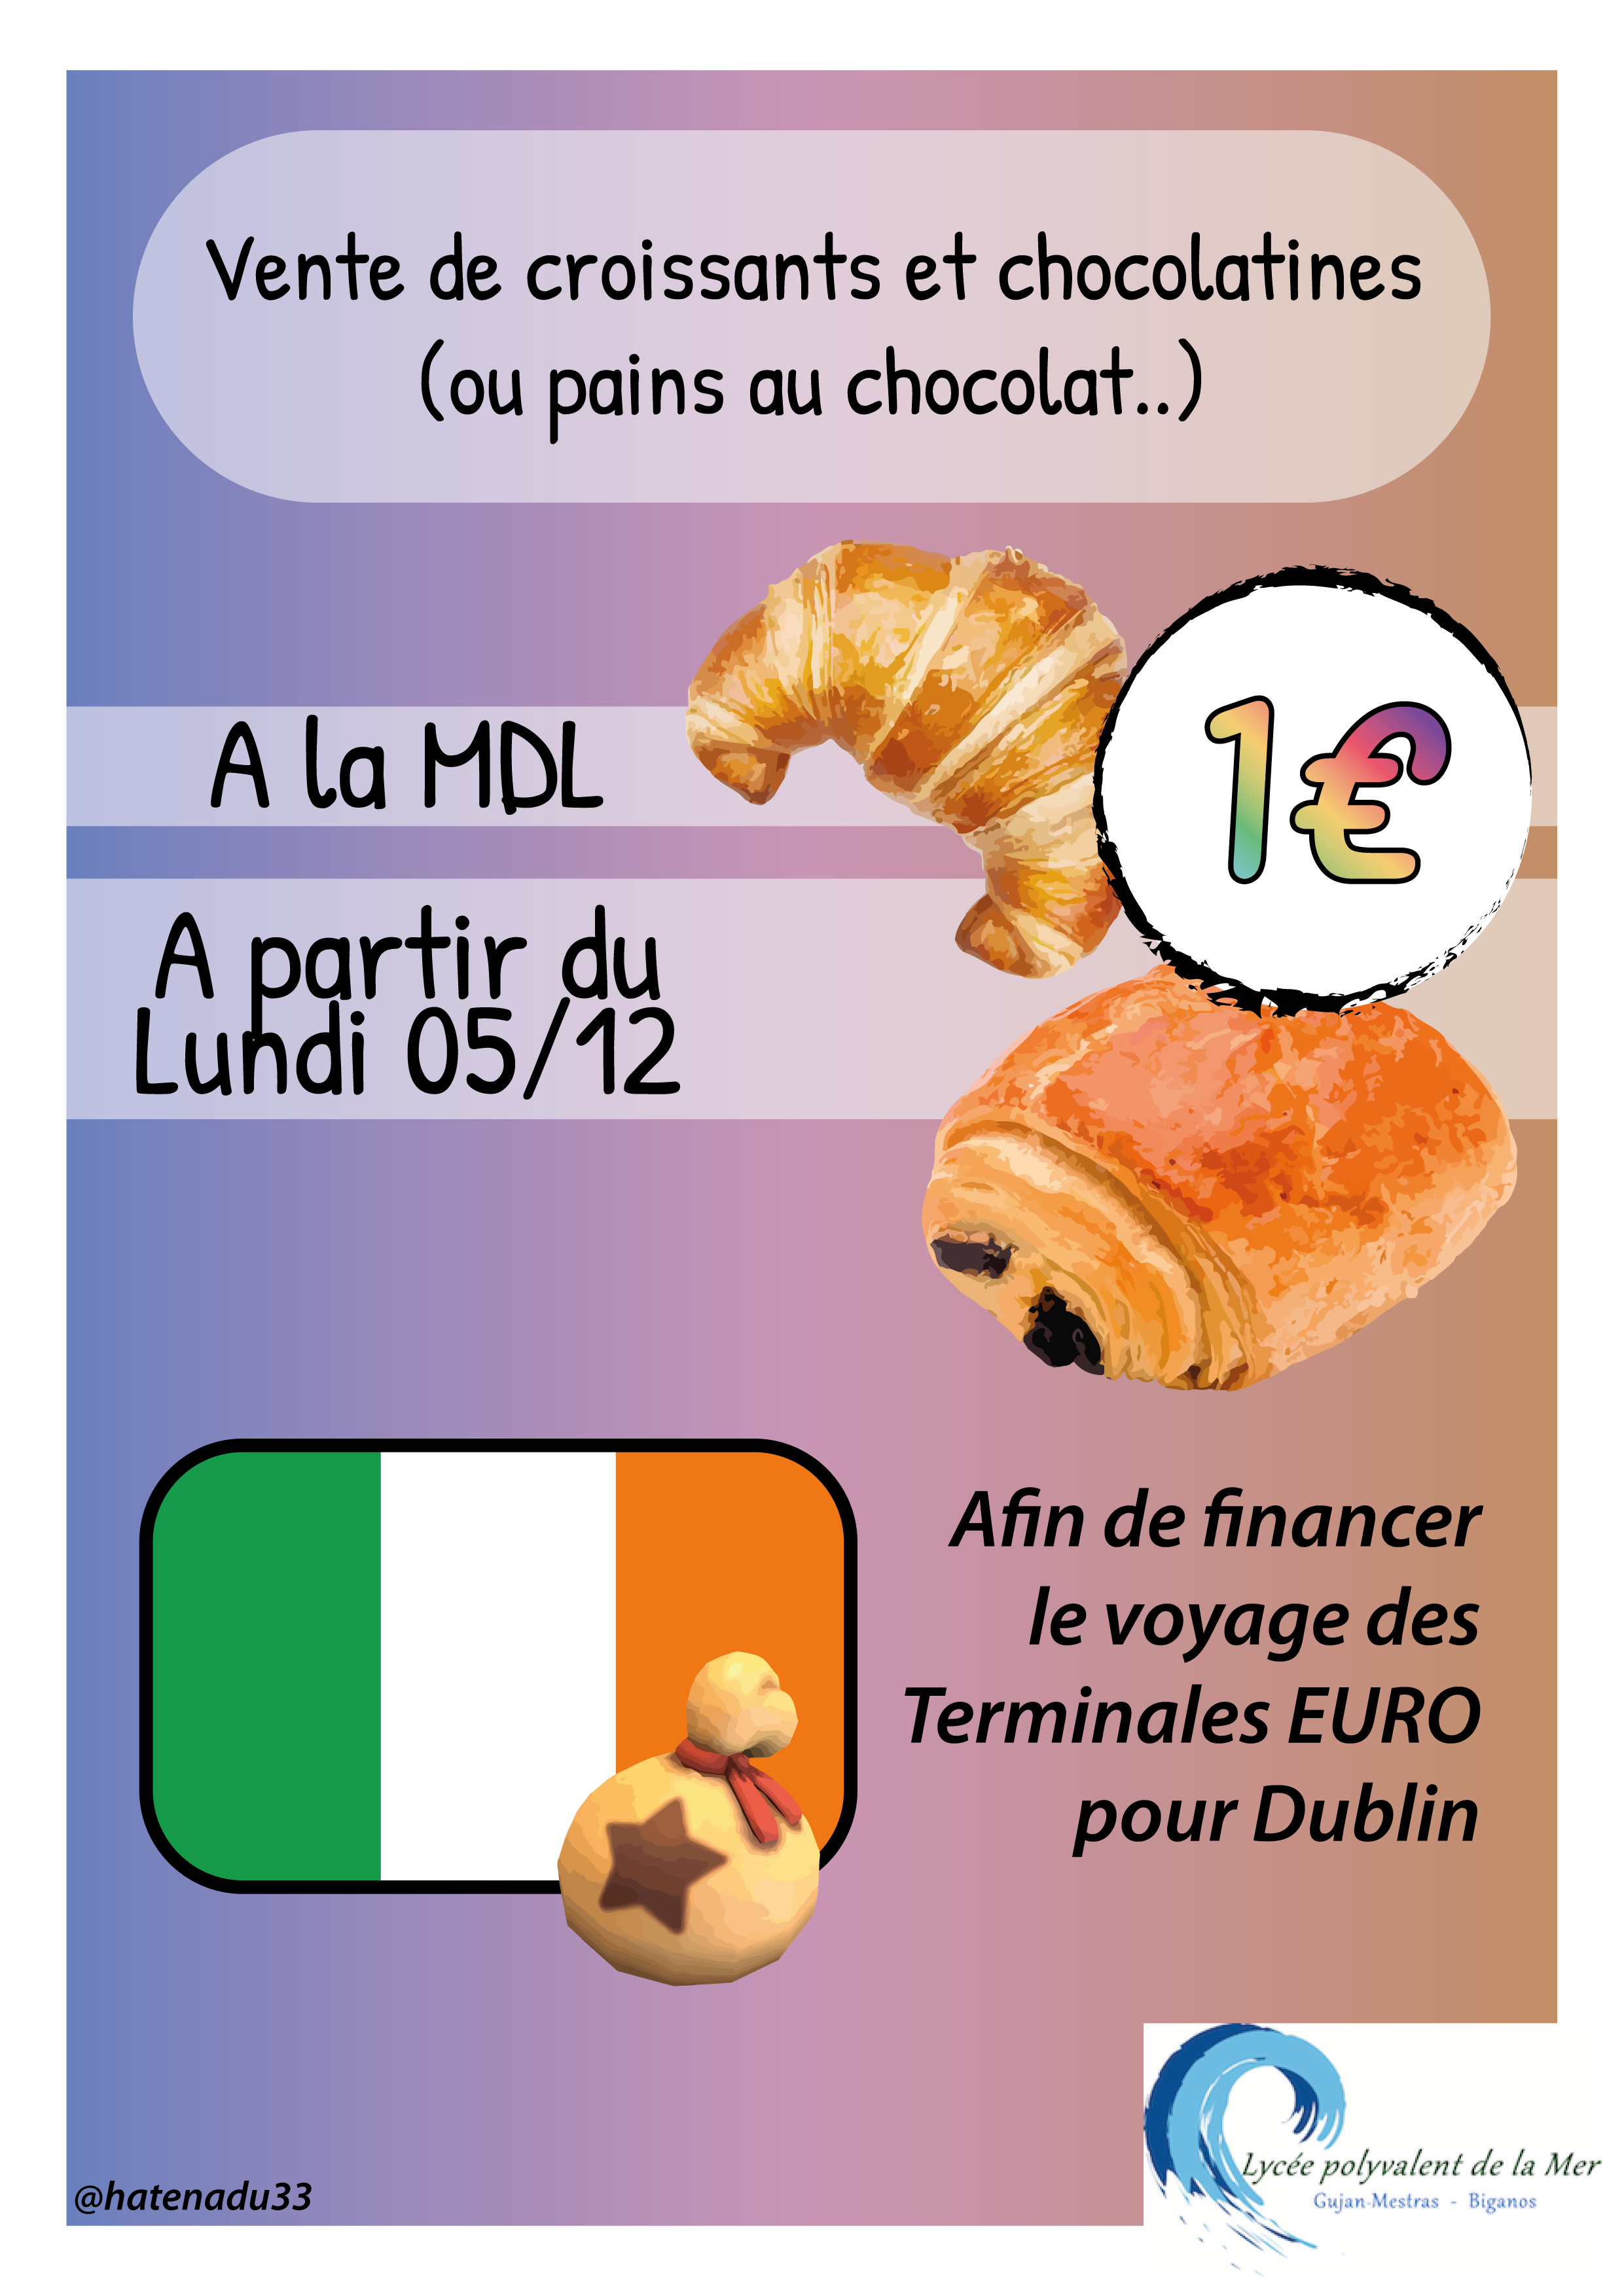 Vente de croissants et chocolatines
(ou pains au chocolat..)
A la MDL
1€
A partir du
Lundi 05/12
Afin de financer
le voyage des
Terminales EURO
pour Dublin
@hatenadu33
Lycée polyvalent de la Mer
Gujan-Mestras - Biganos